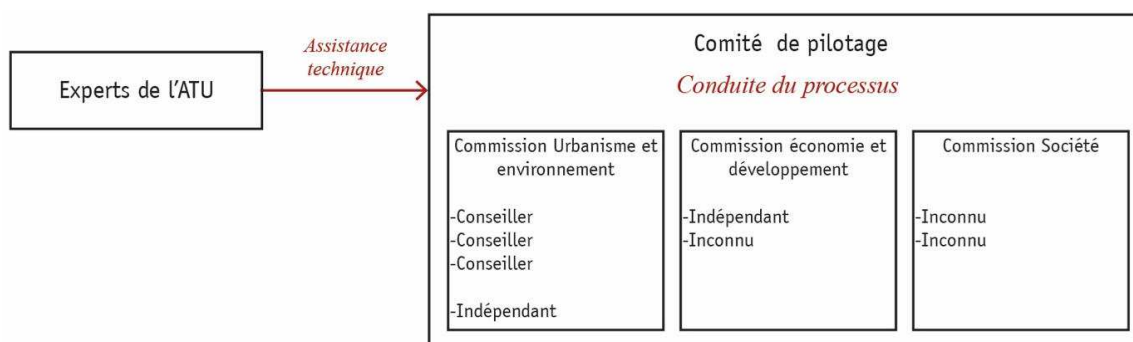 Experts de l'ATU
Assistance
technique
Comité de pilotage
Conduite du processus
Commission Urbanisme et
environnement
-Conseiller
-Conseiller
-Conseiller
-Indépendant
Commission économie et
développement
-Indépendant
-Inconnu
Commission Société
-Inconnu
-Inconnu